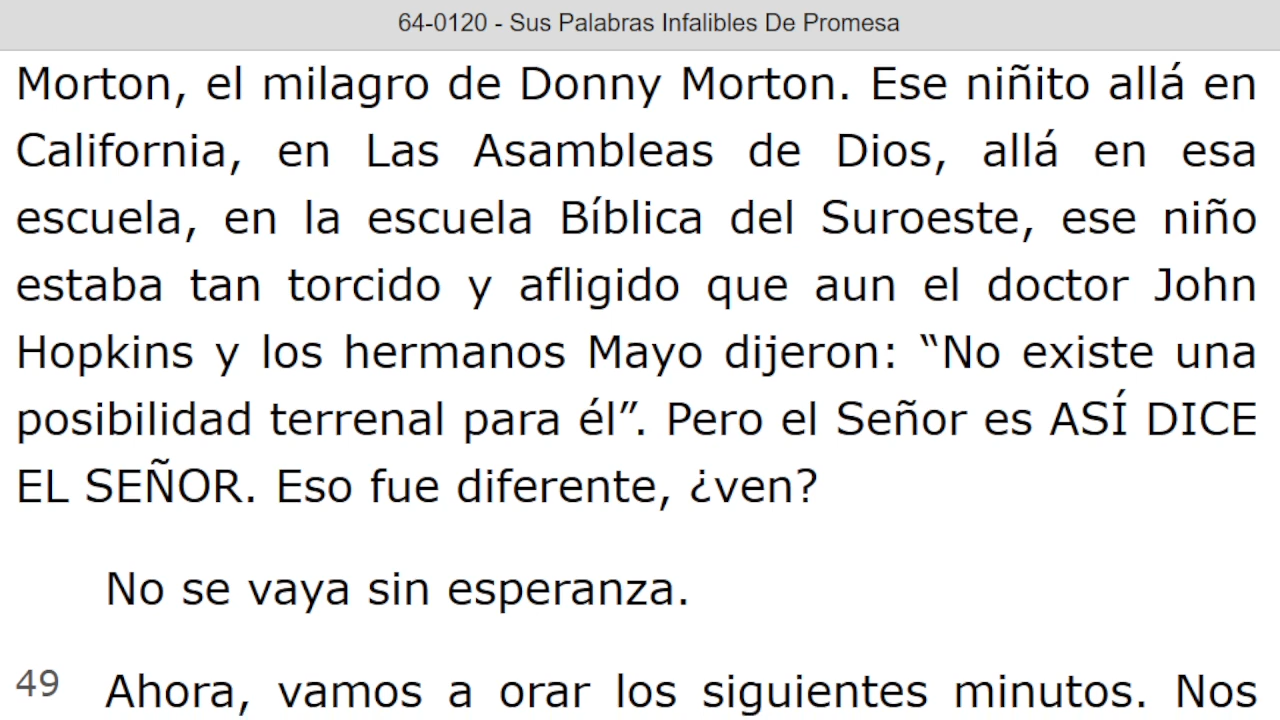 64-0120 - Sus Palabras Infalibles De Promesa
Morton, el milagro de Donny Morton. Ese niñito allá en
California, en Las Asambleas de Dios, allá en esa
escuela, en la escuela Bíblica del Suroeste, ese niño
estaba tan torcido y afligido que aun el doctor John
Hopkins y los hermanos Mayo dijeron: “No existe una
posibilidad terrenal para él”. Pero el Señor es ASÍ DICE
EL SEÑOR. Eso fue diferente, ¿ven?
No se vaya sin esperanza.
49 Ahora, vamos a orar los siguientes minutos. Nos